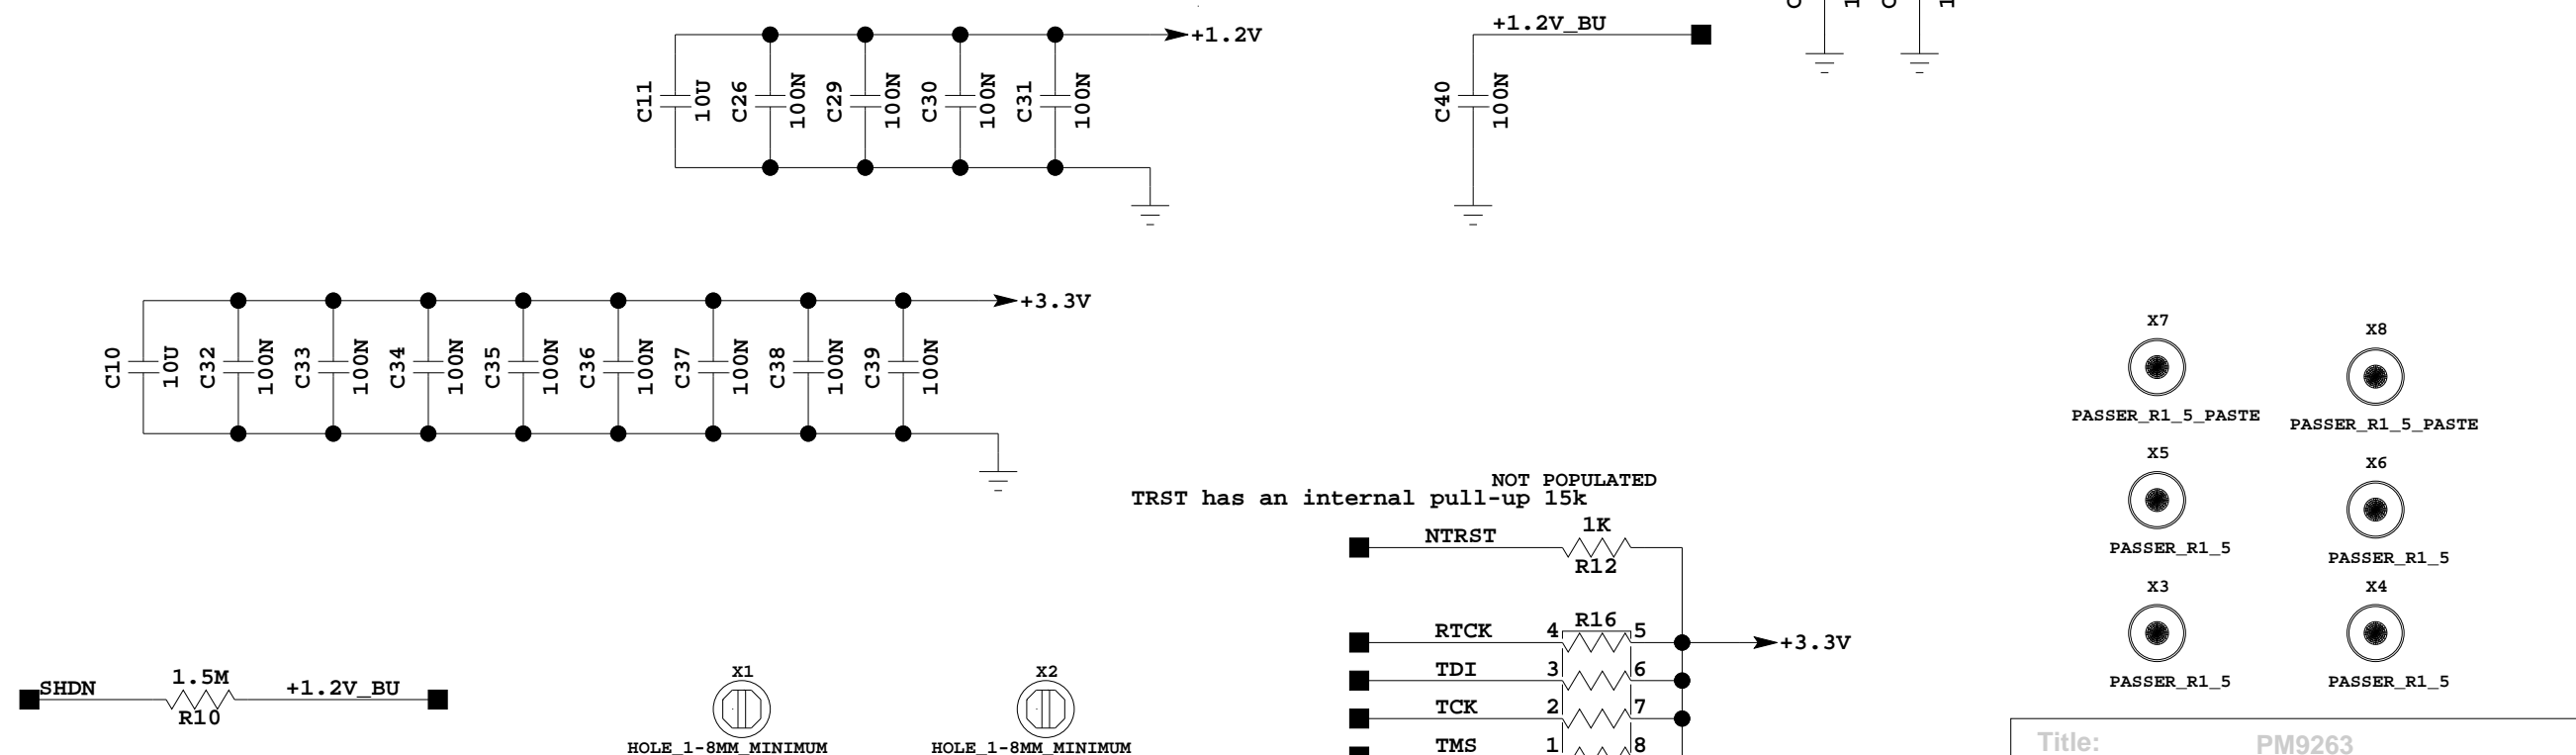 +1.2V
C11
10U
C26
100N
C29
100N
C30
100N
C31
100N
+1.2V_BU
C40
100N
+3.3V
C10
10U
C32
100N
C33
100N
C34
100N
C35
100N
C36
100N
C37
100N
C38
100N
C39
100N
X7
PASSER_R1_5_PASTE
X8
PASSER_R1_5_PASTE
X5
PASSER_R1_5
X6
PASSER_R1_5
X3
PASSER_R1_5
X4
PASSER_R1_5
NOT POPULATED
TRST has an internal pull-up 15k
NTRST
1K
R12
R16
RTCK 4 5
+3.3V
TDI 3 6
TCK 2 7
TMS 1 8
SHDN
1.5M
R10
+1.2V_BU
X1
HOLE_1-8MM_MINIMUM
X2
HOLE_1-8MM_MINIMUM
Title: PM9263